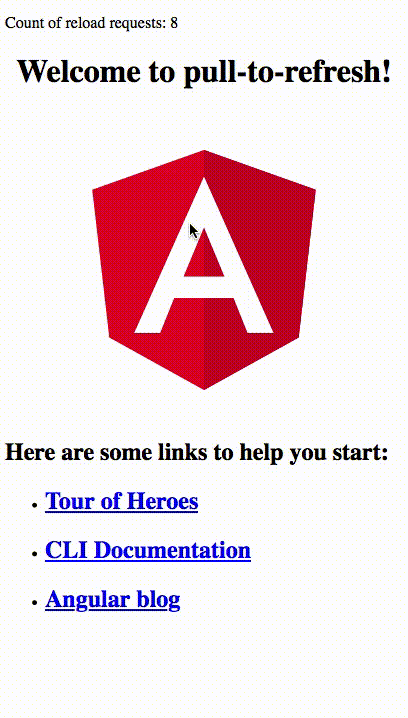 Count of reload requests: 8
Welcome to pull-to-refresh!
A
Here are some links to help you start:
Tour of Heroes
CLI Documentation
Angular blog